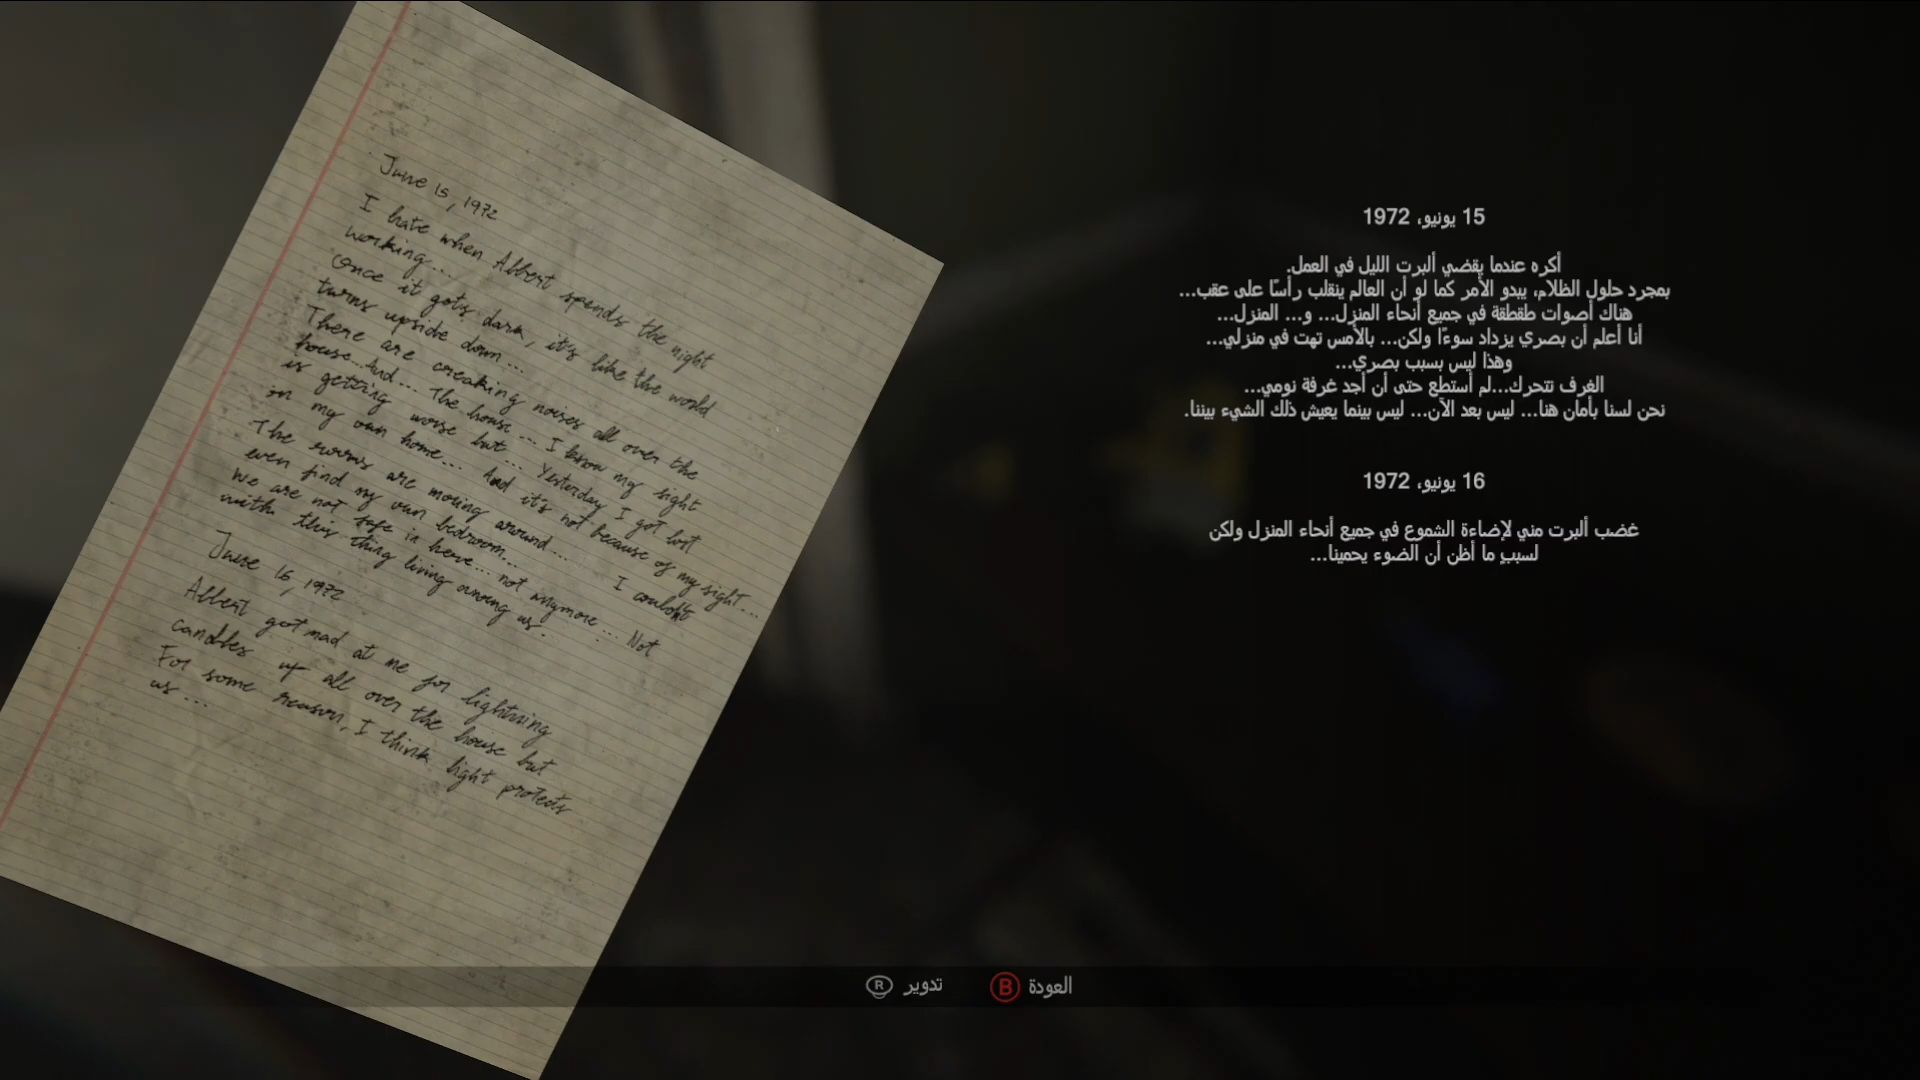 June 15, 1972
I hate when Albert spends the night
working...
Once it gots dark, it's like the world
turns upside down...
There are creaking noises all over the
house...And... The house... I know my sight
is getting worse but... Yesterday I got lost
in my own home... And it's not because of my sight...
The rooms are moving around... I couldn't
even find my own bedroom...
We are not safe in here... not anymore... Not
with this thing living among us...
June 16, 1972
Albert got mad at me for lightning
candles up all over the house but
For some reason, I think light protects
us...
15 يونيو، 1972
أكره عندما يقضي ألبرت الليل في العمل.
بمجرد حلول الظلام، يبدو الأمر كما لو أن العالم ينقلب رأسًا على عقب...
هناك أصوات طقطقة في جميع أنحاء المنزل... و... المنزل...
أنا أعلم أن بصري يزداد سوءًا ولكن... بالأمس تهت في منزلي...
وهذا ليس بسبب بصري...
الغرف تتحرك...لم أستطع حتى أن أجد غرفة نومي...
نحن لسنا بأمان هنا... ليس بعد الآن... ليس بينما يعيش ذلك الشيء بيننا.
16 يونيو، 1972
غضب ألبرت مني لإضاءة الشموع في جميع أنحاء المنزل ولكن
لسببٍ ما أظن أن الضوء يحمينا...
R تدوير B العودة